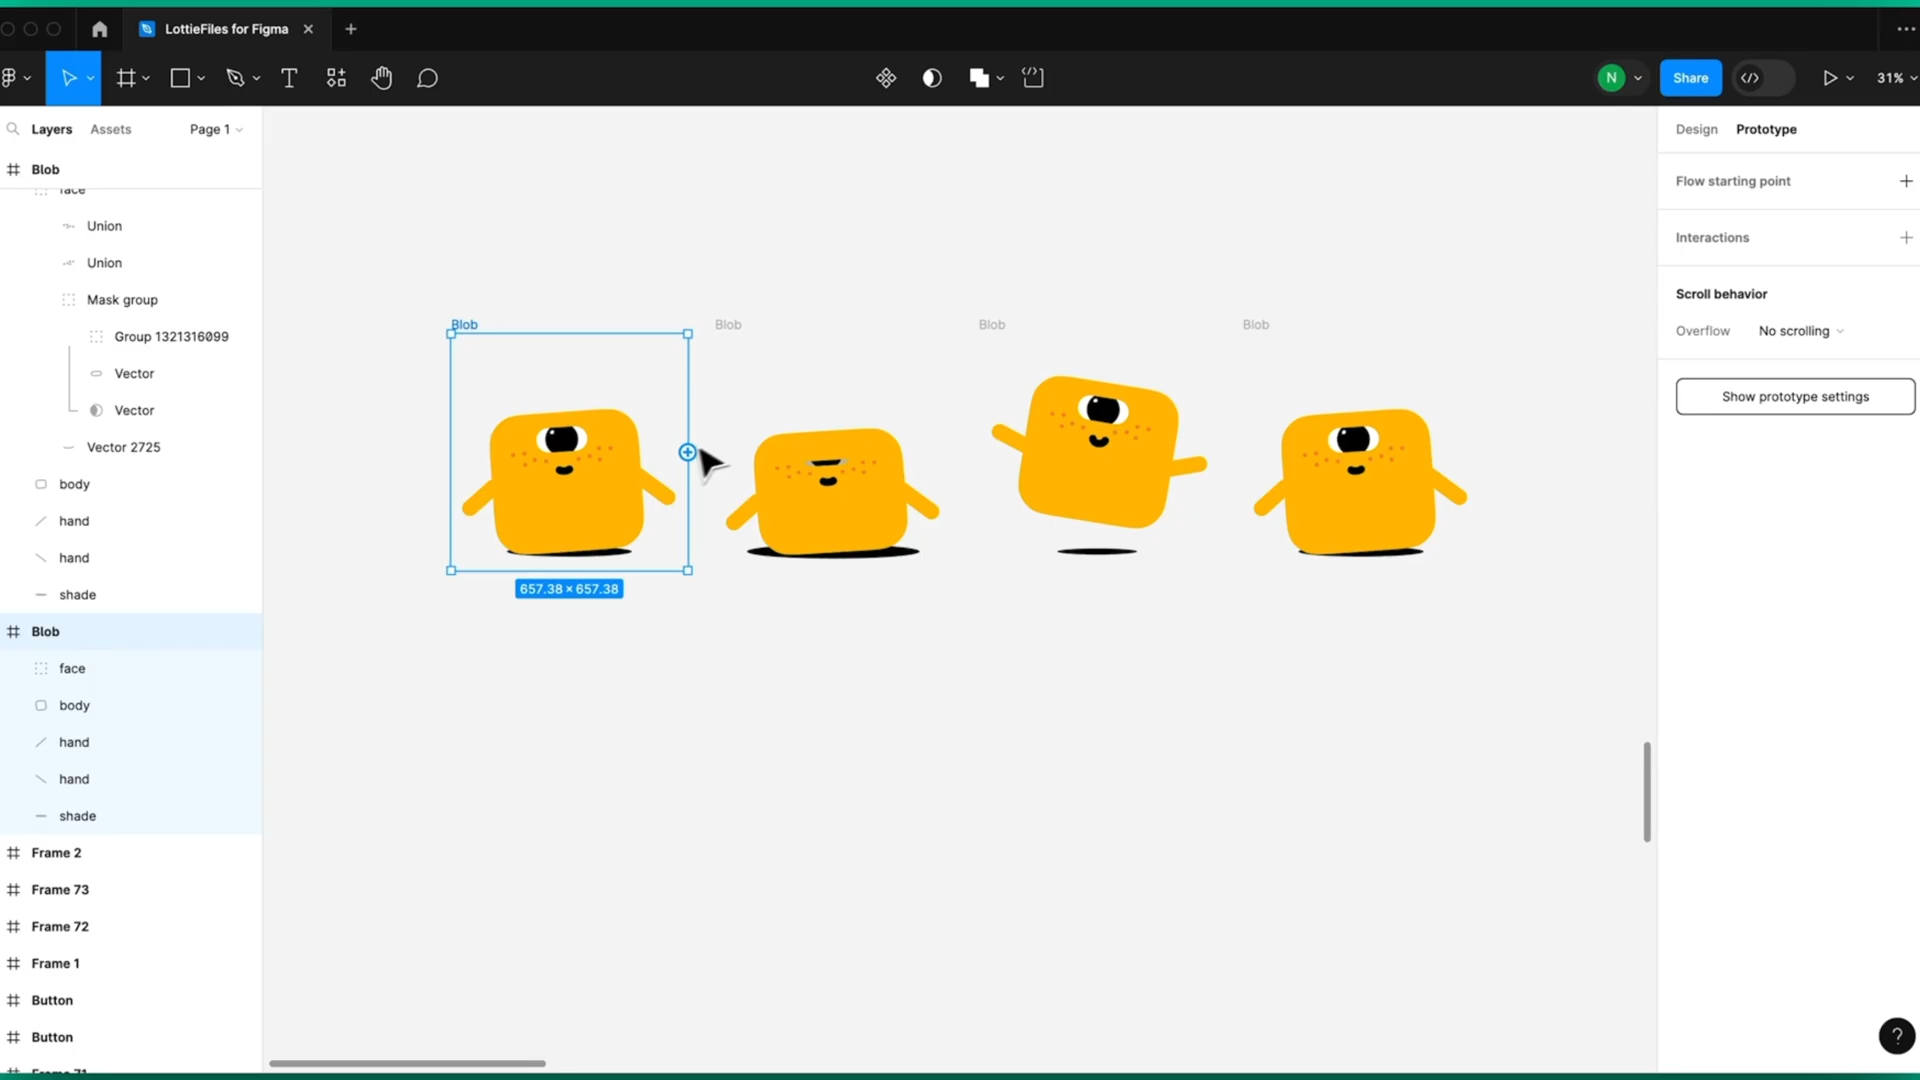 LottieFiles for Figma
N
Share
31%
Layers
Assets
Page 1
Design
Prototype
Blob
face
Union
Union
Mask group
Group 1321316099
Vector
Vector
Vector 2725
body
hand
hand
shade
Blob
face
body
hand
hand
shade
Frame 2
Frame 73
Frame 72
Frame 1
Button
Button
Frame 71
Blob
Blob
Blob
Blob
657.38 × 657.38
Flow starting point
Interactions
Scroll behavior
Overflow
No scrolling
Show prototype settings
?